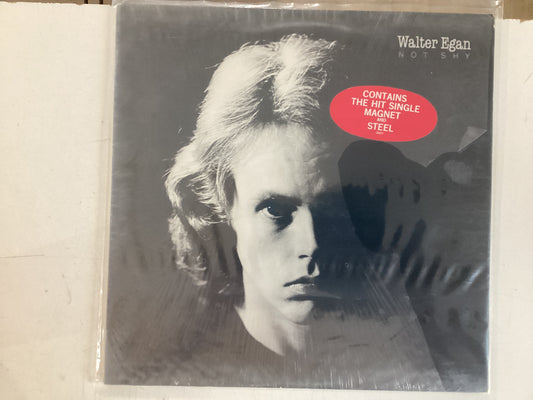 Walter Egan
NOT SHY
CONTAINS
THE HIT SINGLE
MAGNET
AND
STEEL